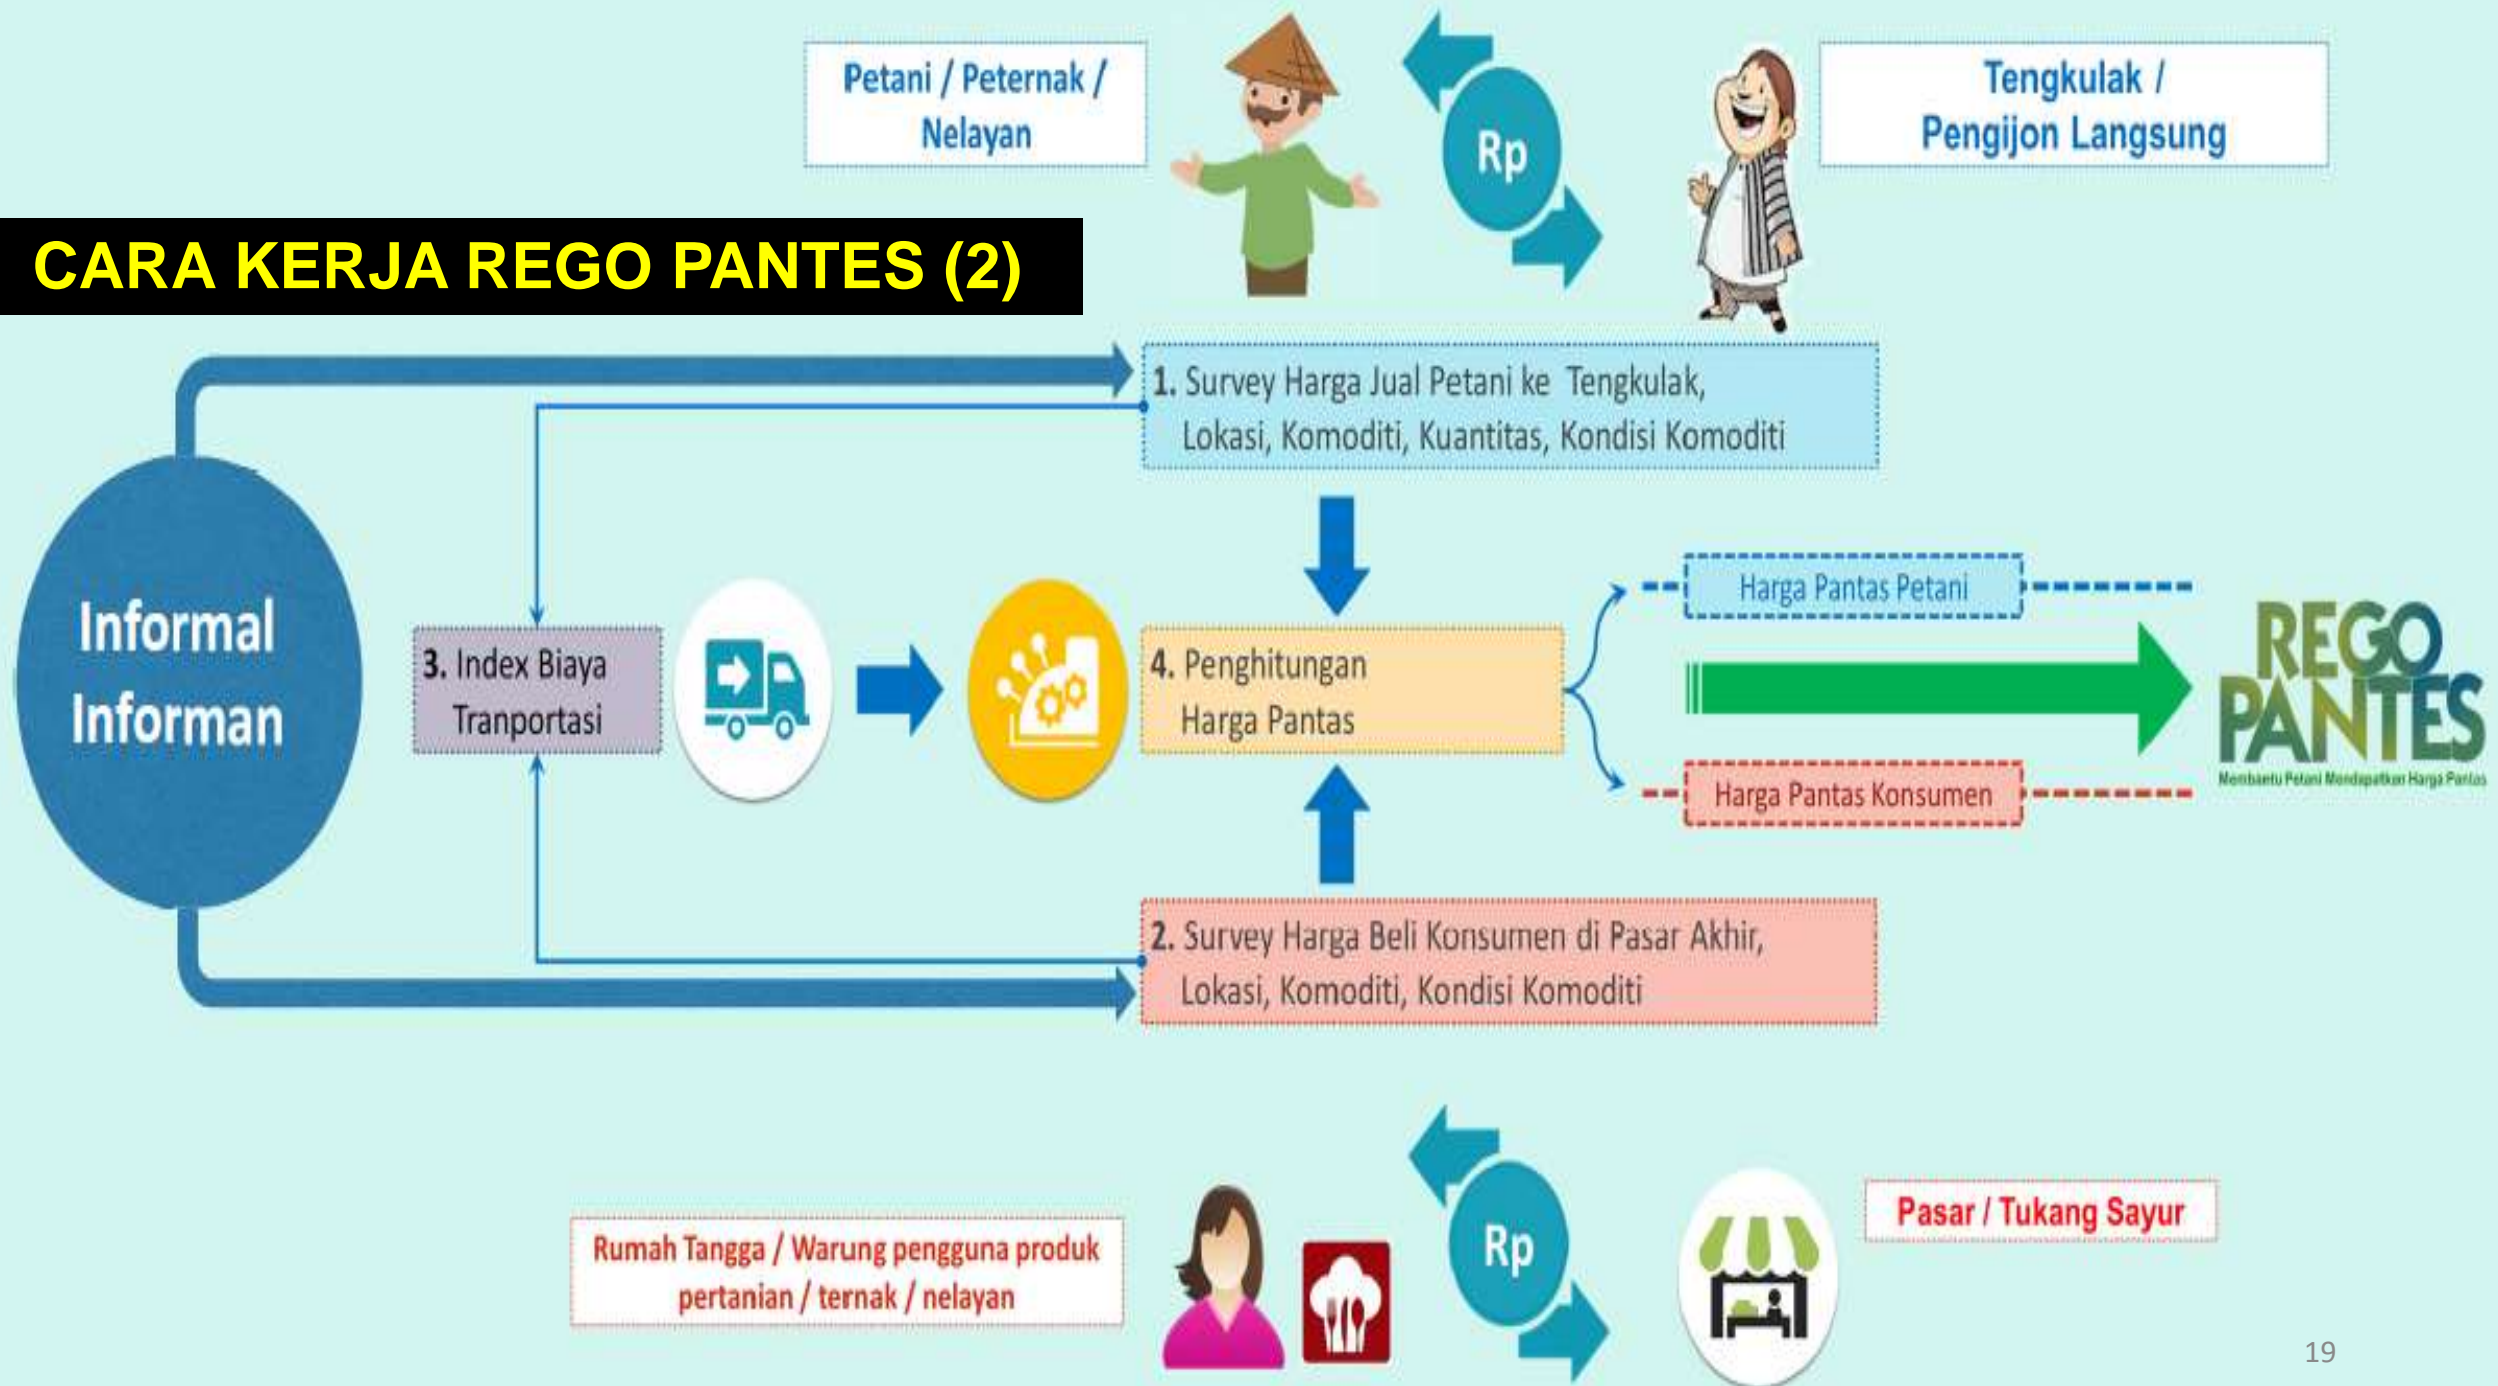 Petani / Peternak /
Nelayan
Rp
Tengkulak /
Pengijon Langsung
CARA KERJA REGO PANTES (2)
1. Survey Harga Jual Petani ke Tengkulak,
Lokasi, Komoditi, Kuantitas, Kondisi Komoditi
Informal
Informan
3. Index Biaya
Tranportasi
4. Penghitungan
Harga Pantas
Harga Pantas Petani
Harga Pantas Konsumen
REGO
PANTES
Membantu Petani Mendapatkan Harga Pantas
2. Survey Harga Beli Konsumen di Pasar Akhir,
Lokasi, Komoditi, Kondisi Komoditi
Rumah Tangga / Warung pengguna produk
pertanian / ternak / nelayan
Rp
Pasar / Tukang Sayur
19